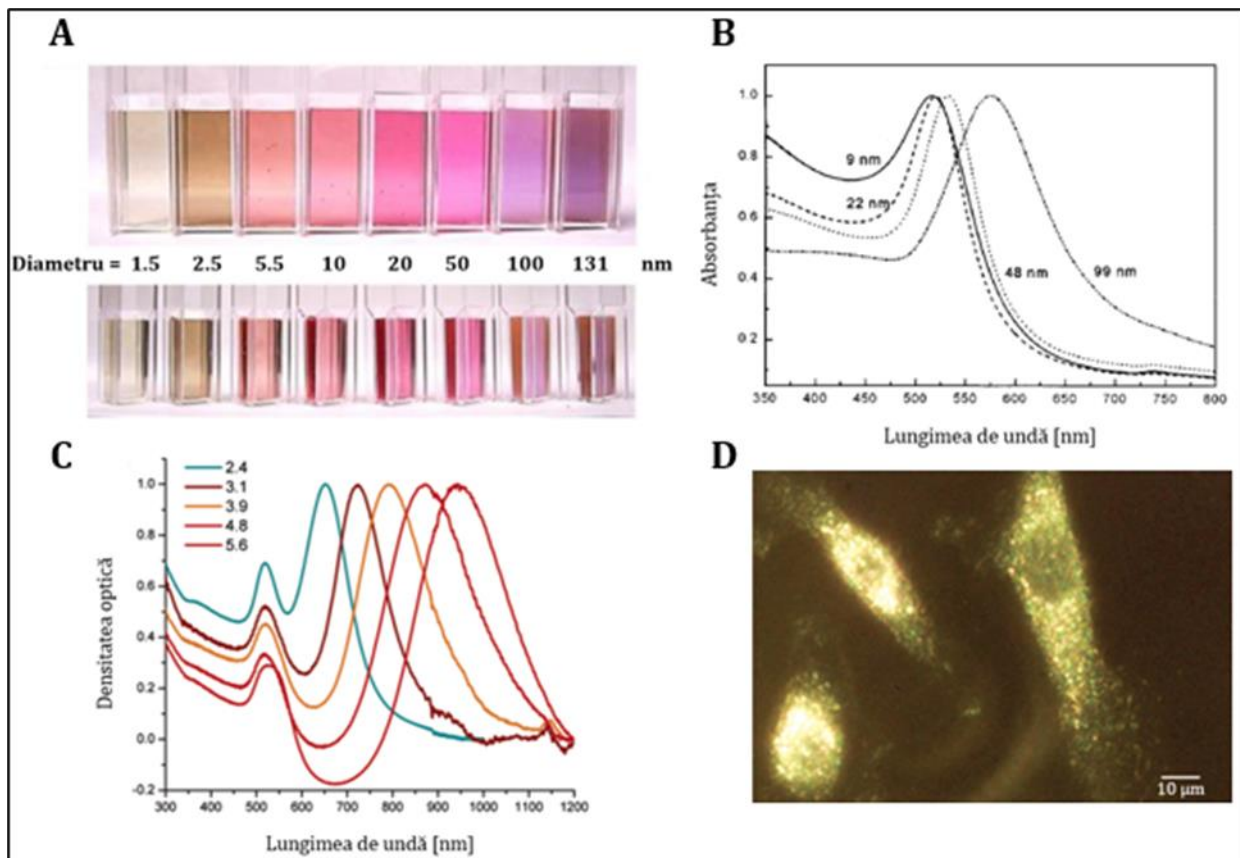 A
Diametru = 1.5 2.5 5.5 10 20 50 100 131 nm
B
Absorbanța
1.0
0.8
0.6
0.4
0.2
9 nm
22 nm
48 nm
99 nm
350 400 450 500 550 600 650 700 750 800
Lungimea de undă [nm]
C
Densitatea optică
1.0
0.8
0.6
0.4
0.2
0.0
-0.2
2.4
3.1
3.9
4.8
5.6
300 400 500 600 700 800 900 1000 1100 1200
Lungimea de undă [nm]
D
10 µm